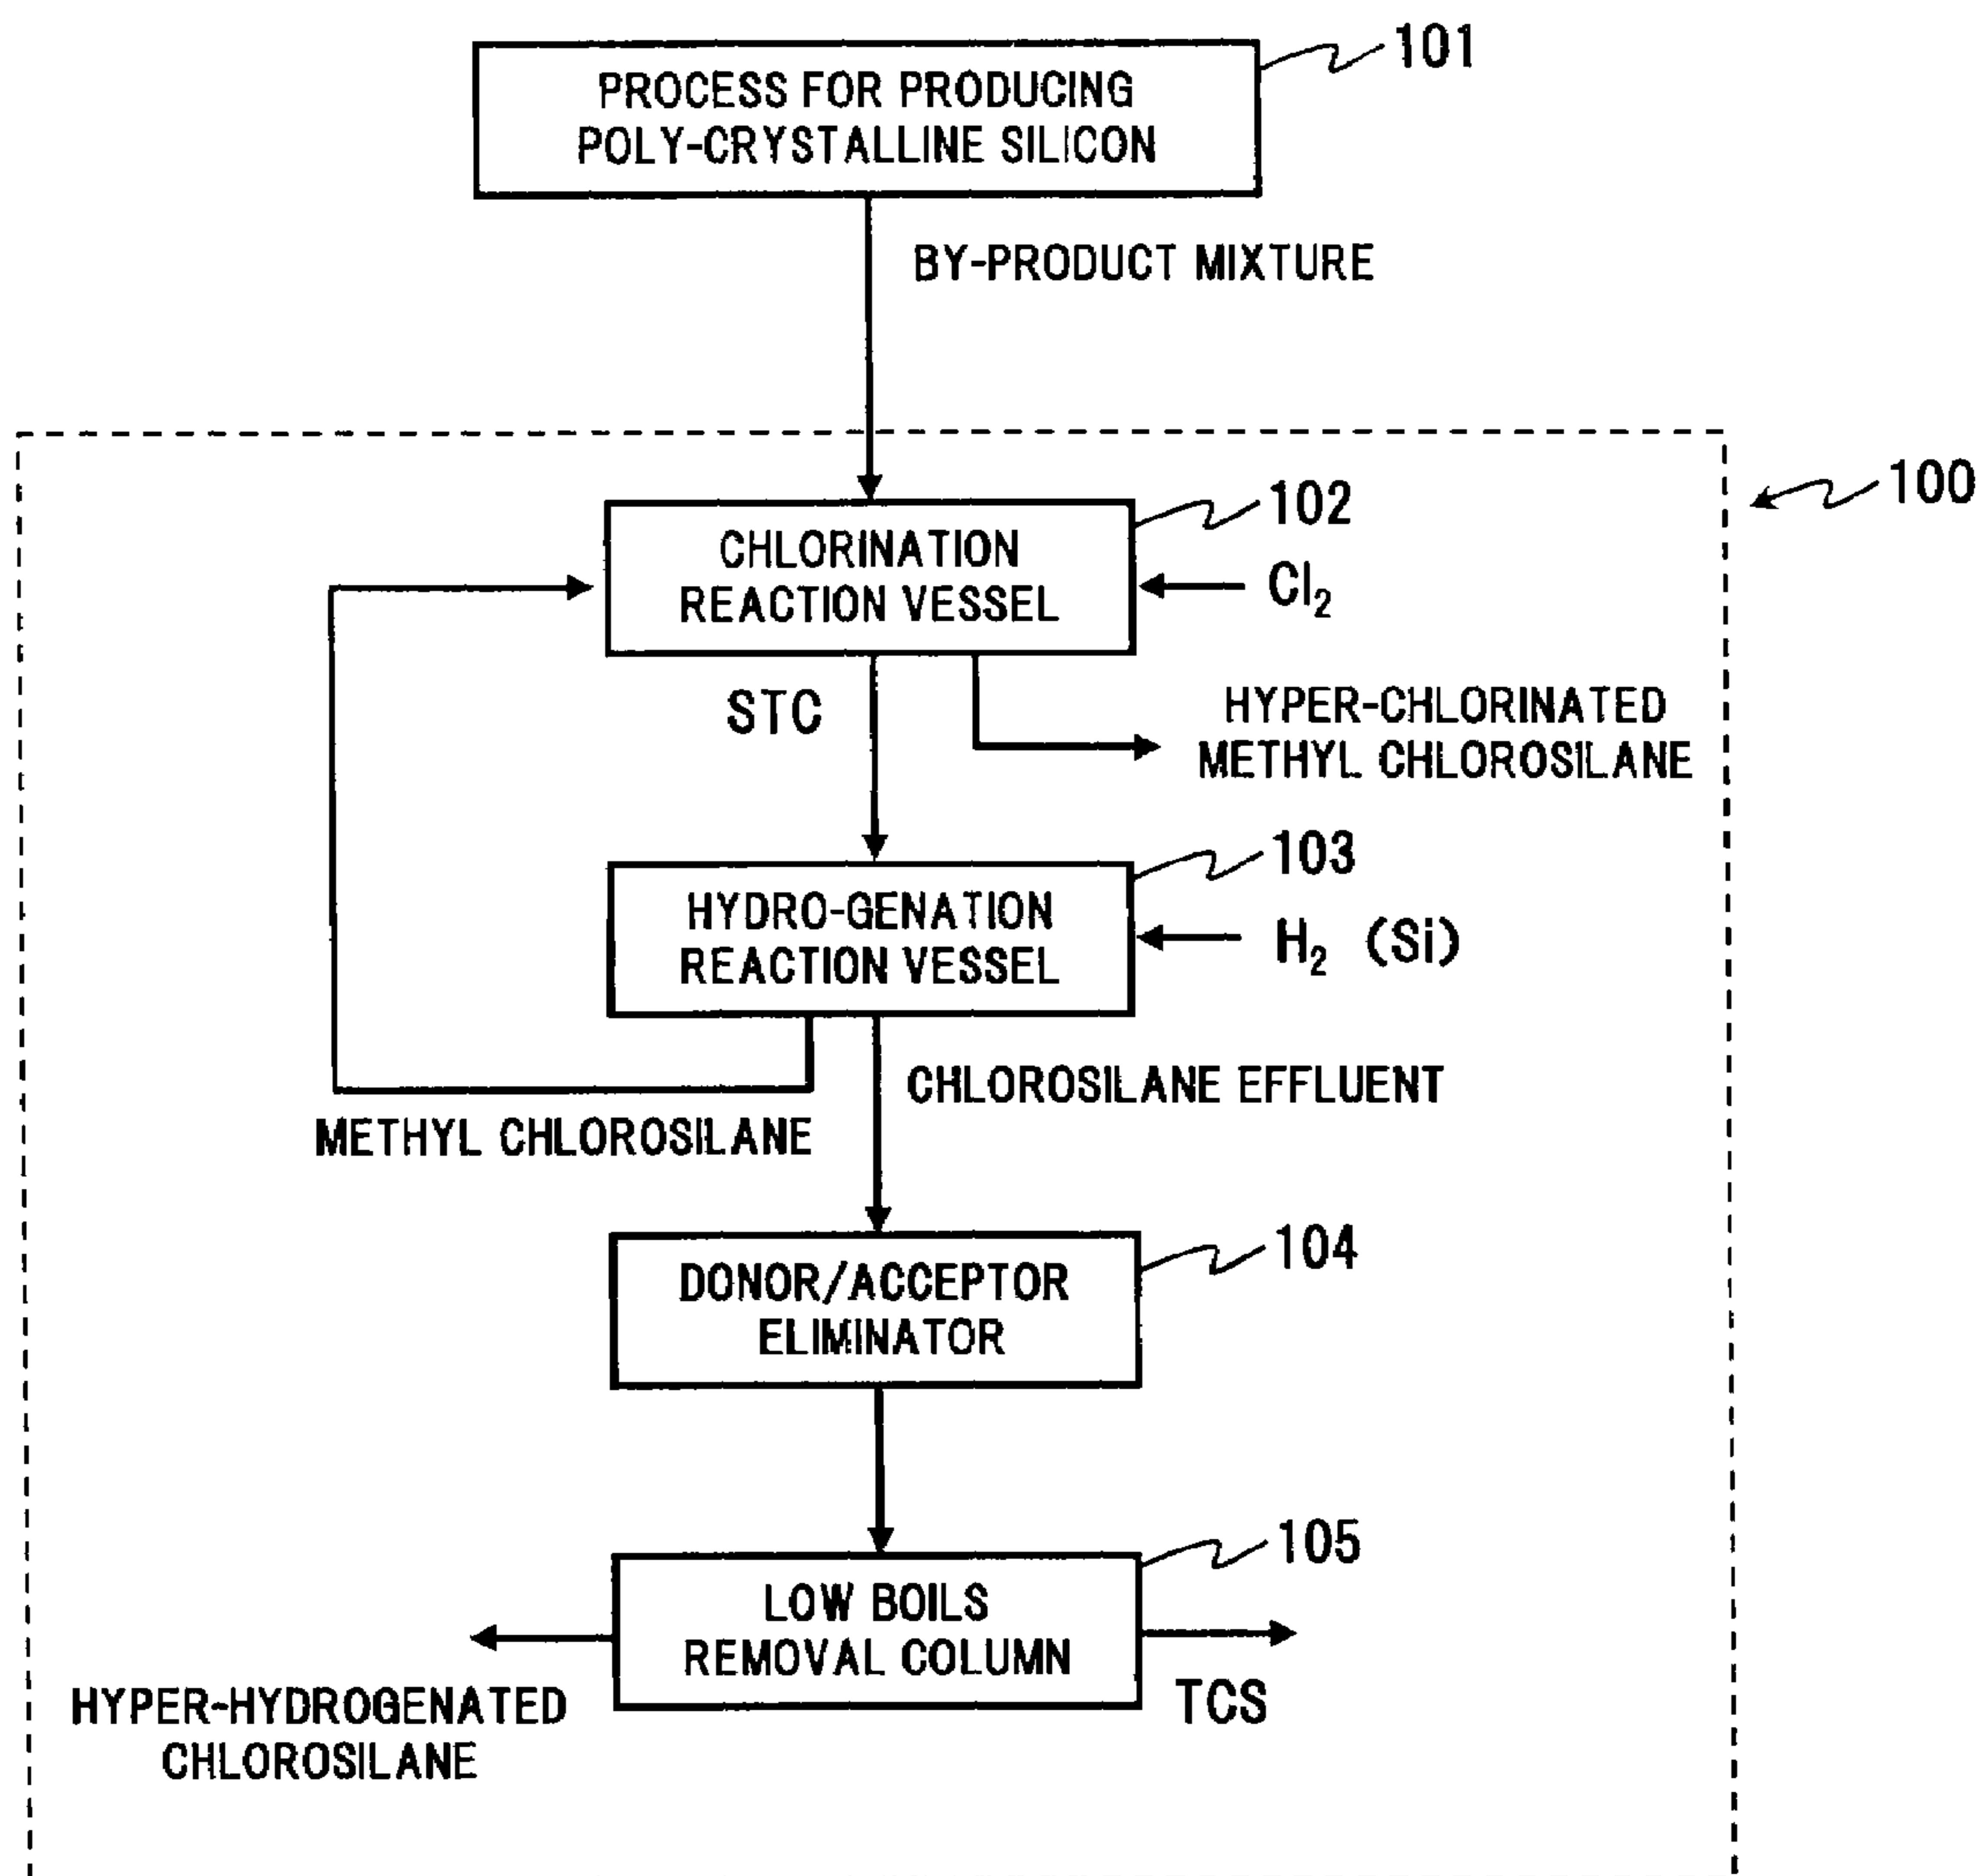 101
PROCESS FOR PRODUCING
POLY-CRYSTALLINE SILICON
BY-PRODUCT MIXTURE
100
102
CHLORINATION
REACTION VESSEL
Cl₂
STC
HYPER-CHLORINATED
METHYL CHLOROSILANE
103
HYDRO-GENATION
REACTION VESSEL
H₂ (Si)
CHLOROSILANE EFFLUENT
METHYL CHLOROSILANE
104
DONOR/ACCEPTOR
ELIMINATOR
105
LOW BOILS
REMOVAL COLUMN
HYPER-HYDROGENATED
CHLOROSILANE
TCS